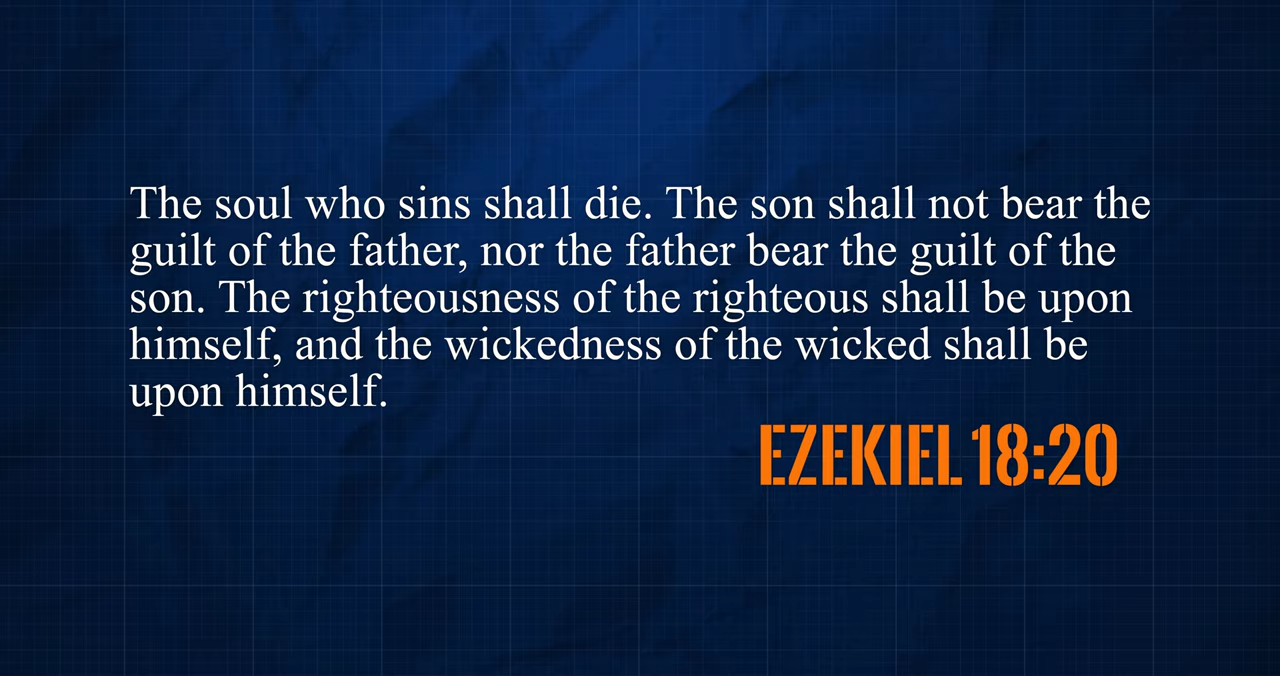 The soul who sins shall die. The son shall not bear the
guilt of the father, nor the father bear the guilt of the
son. The righteousness of the righteous shall be upon
himself, and the wickedness of the wicked shall be
upon himself.
EZEKIEL 18:20